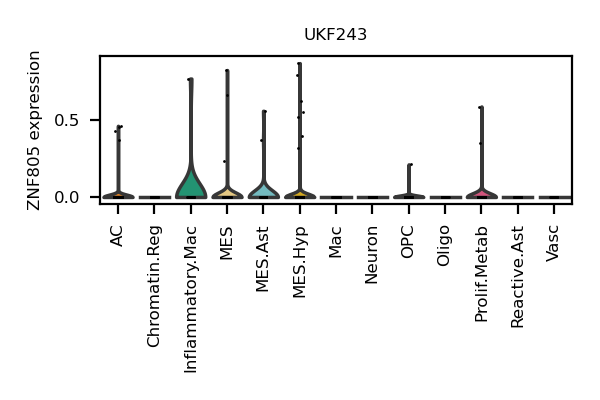 UKF243
ZNF805 expression
0.5
0.0
AC
Chromatin.Reg
Inflammatory.Mac
MES
MES.Ast
MES.Hyp
Mac
Neuron
OPC
Oligo
Prolif.Metab
Reactive.Ast
Vasc